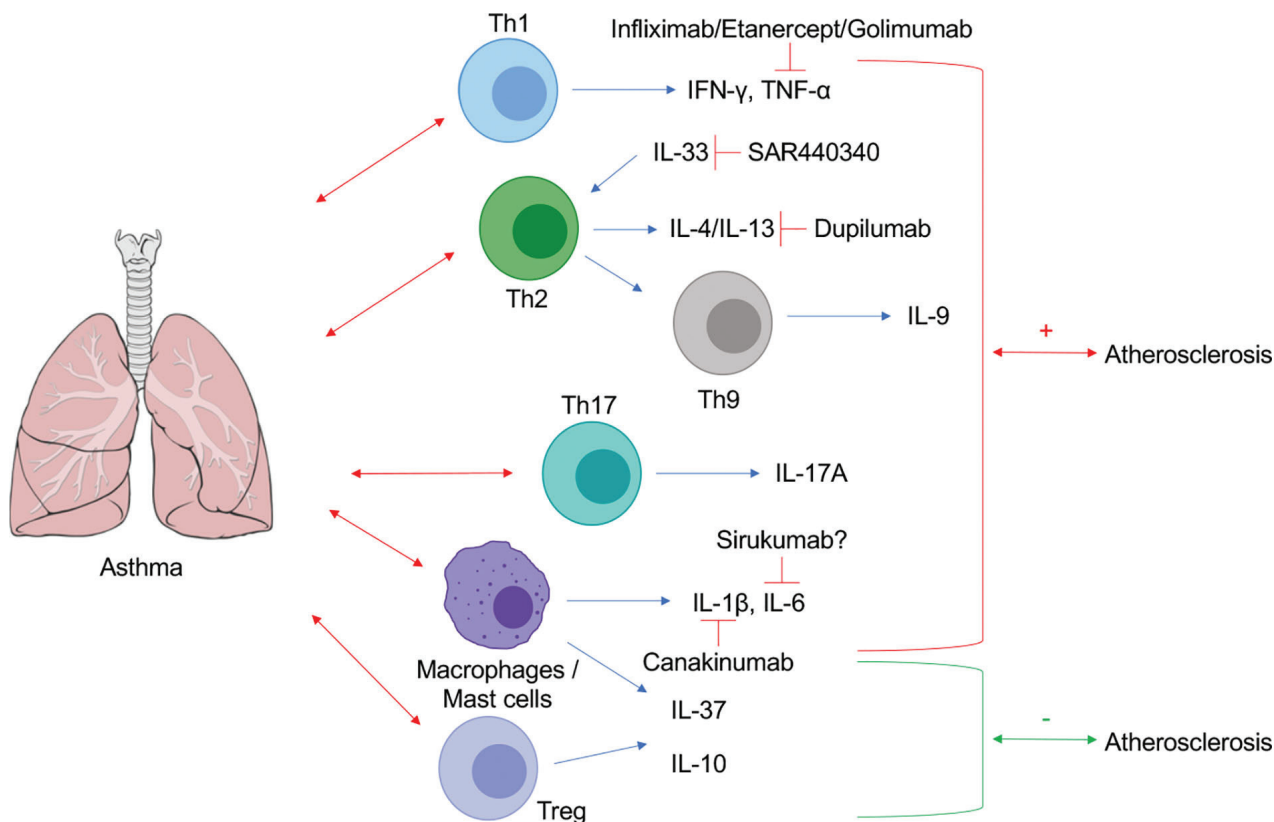 Th1
Infliximab/Etanercept/Golimumab
IFN-γ, TNF-α
IL-33
SAR440340
IL-4/IL-13
Dupilumab
Th2
IL-9
Th9
+
Atherosclerosis
Th17
IL-17A
Asthma
Sirukumab?
IL-1β, IL-6
Canakinumab
Macrophages /
Mast cells
IL-37
IL-10
Treg
-
Atherosclerosis